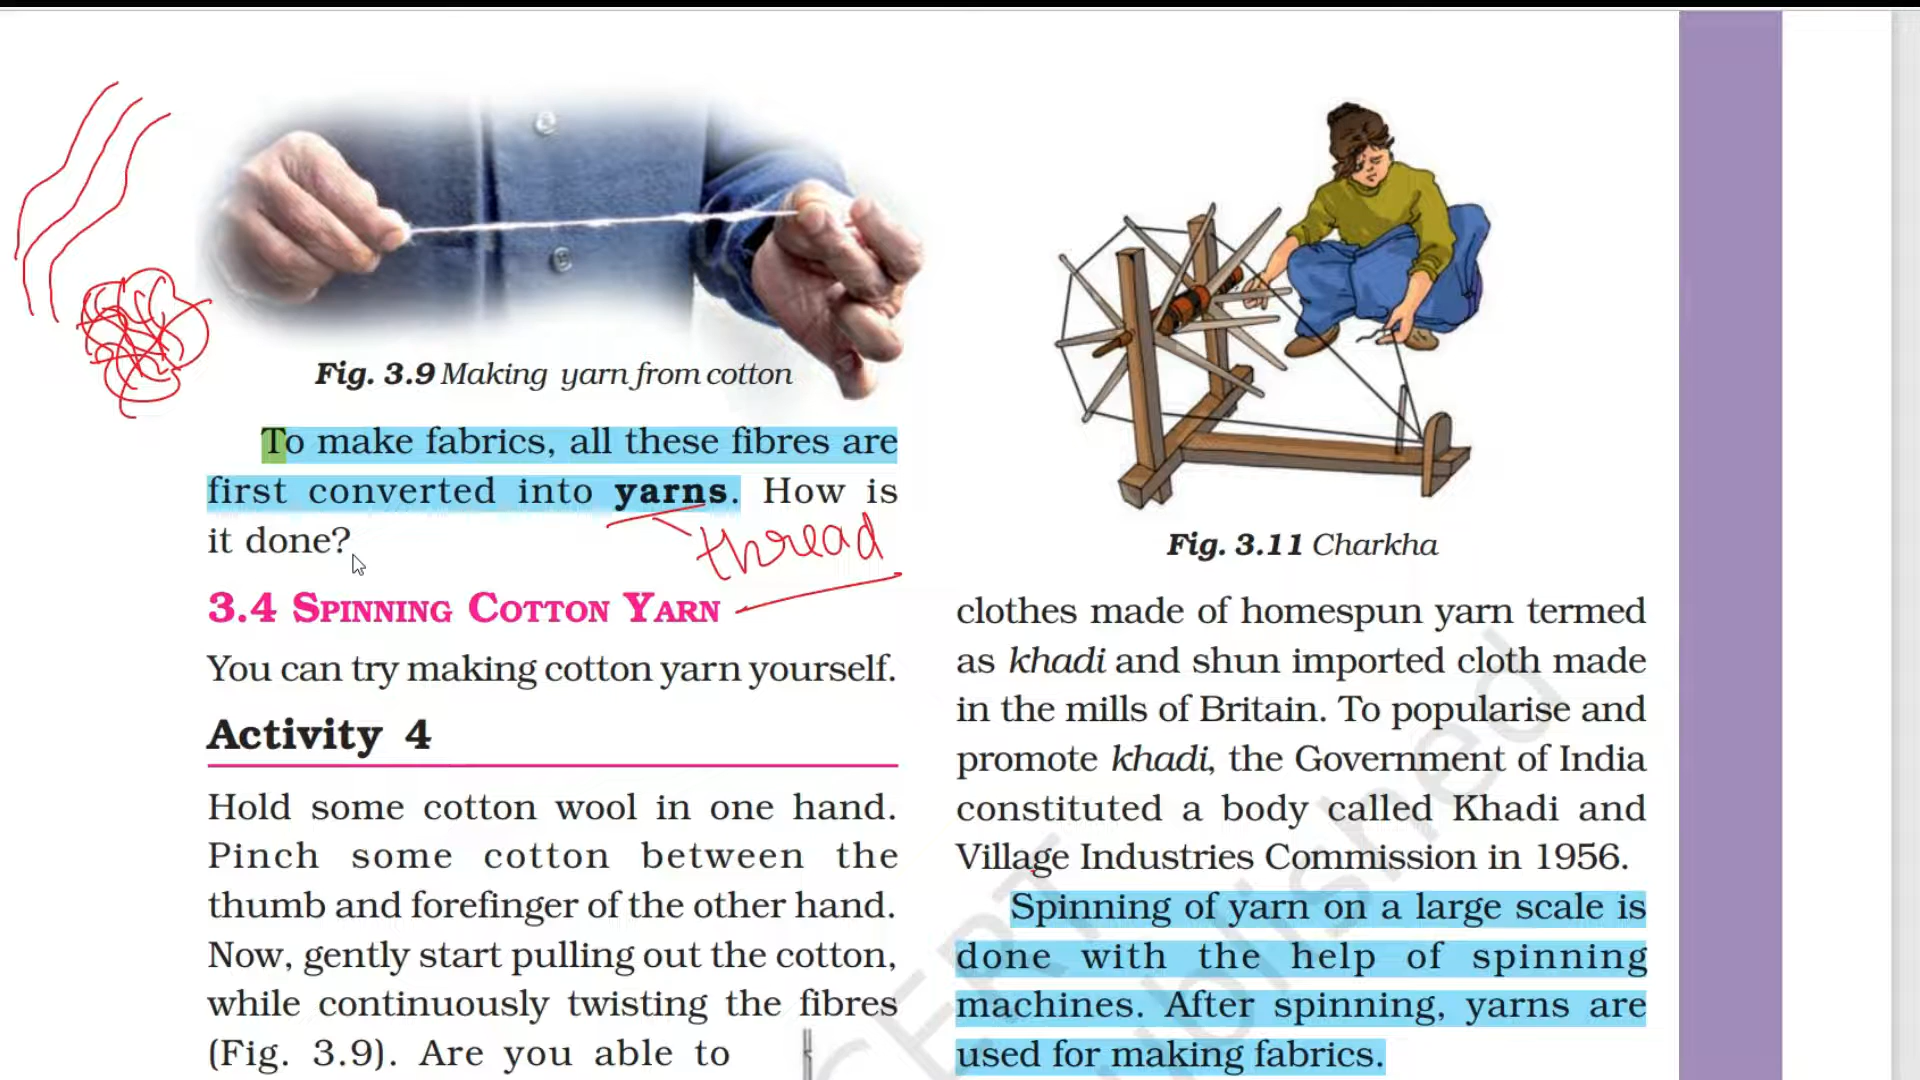 Fig. 3.9 Making yarn from cotton
To make fabrics, all these fibres are
first converted into yarns. How is
it done?
thread
3.4 SPINNING COTTON YARN
You can try making cotton yarn yourself.
Activity 4
Hold some cotton wool in one hand.
Pinch some cotton between the
thumb and forefinger of the other hand.
Now, gently start pulling out the cotton,
while continuously twisting the fibres
(Fig. 3.9). Are you able to
Fig. 3.11 Charkha
clothes made of homespun yarn termed
as khadi and shun imported cloth made
in the mills of Britain. To popularise and
promote khadi, the Government of India
constituted a body called Khadi and
Village Industries Commission in 1956.
Spinning of yarn on a large scale is
done with the help of spinning
machines. After spinning, yarns are
used for making fabrics.